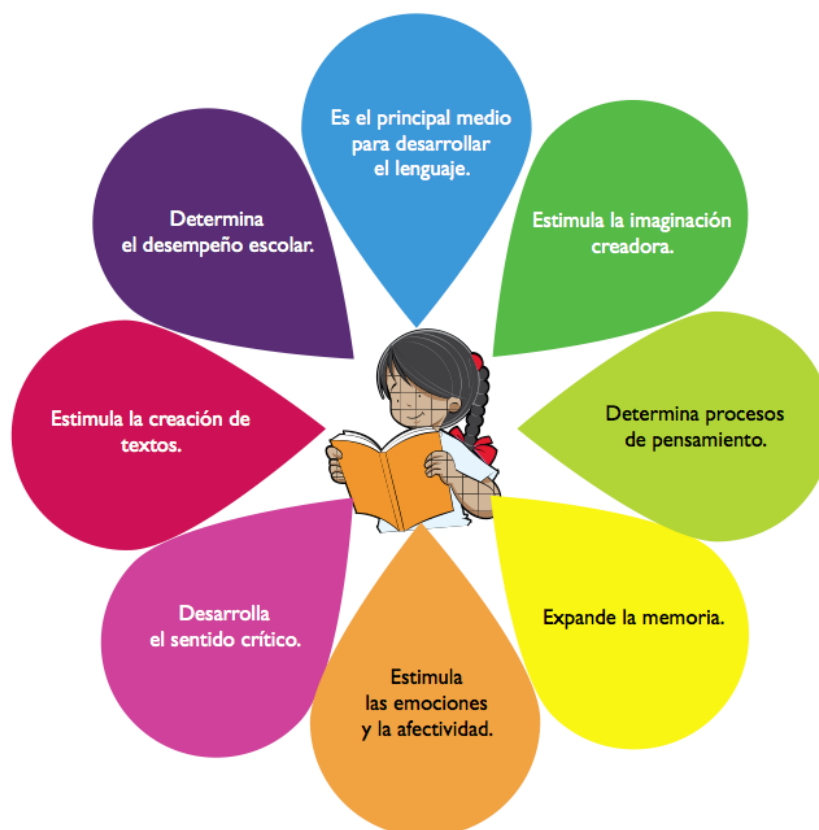 Es el principal medio
para desarrollar
el lenguaje.
Estimula la imaginación
creadora.
Determina procesos
de pensamiento.
Expande la memoria.
Estimula
las emociones
y la afectividad.
Desarrolla
el sentido crítico.
Estimula la creación de
textos.
Determina
el desempeño escolar.